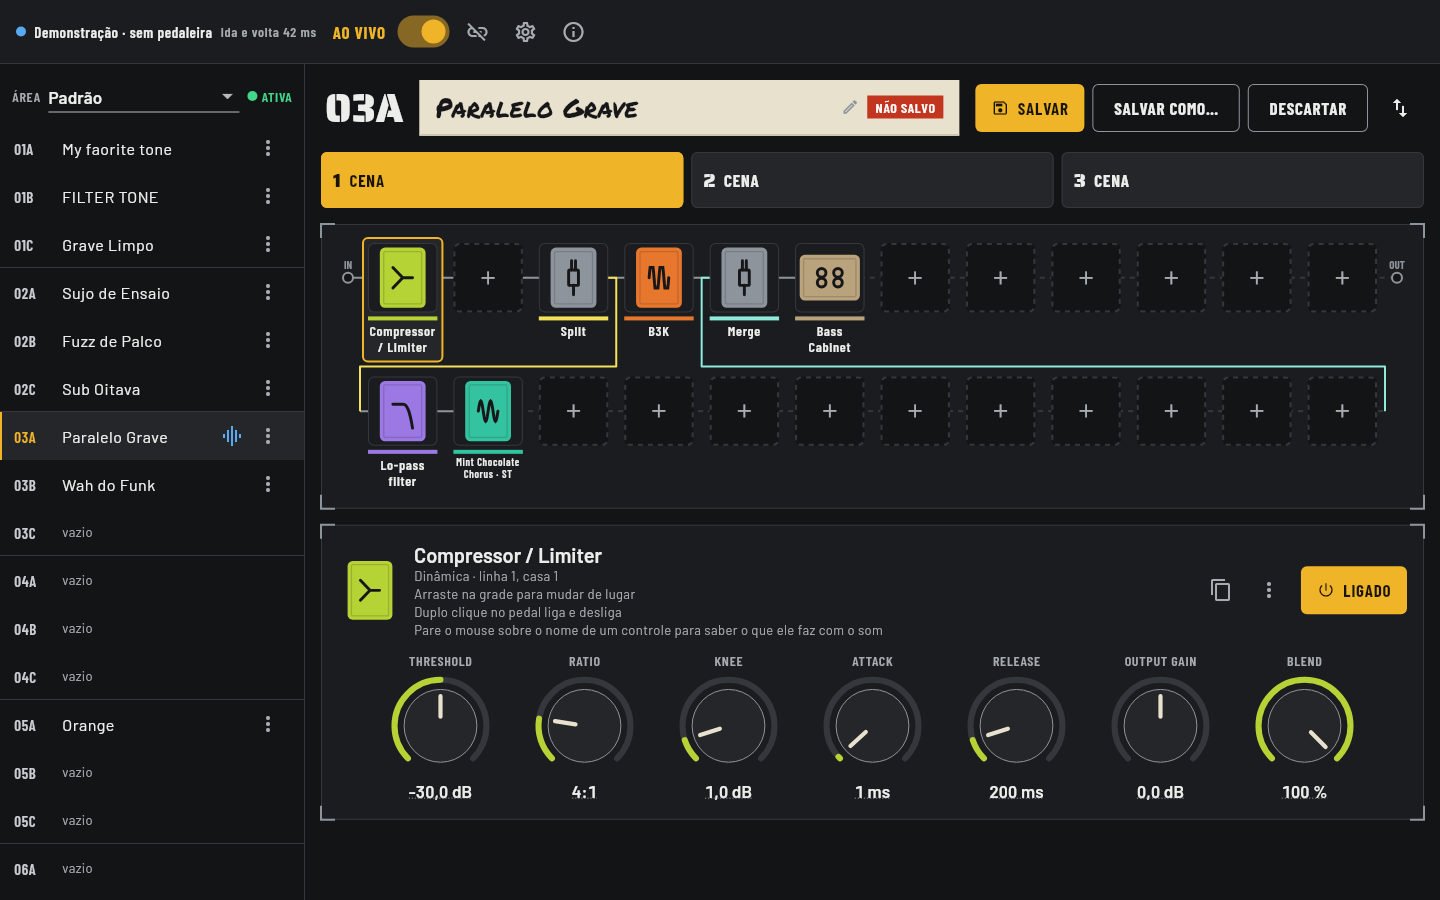 Demonstração · sem pedaleira Ida e volta 42 ms AO VIVO
ÁREA Padrão ATIVA
01A My faorite tone
01B FILTER TONE
01C Grave Limpo
02A Sujo de Ensaio
02B Fuzz de Palco
02C Sub Oitava
03A Paralelo Grave
03B Wah do Funk
03C vazio
04A vazio
04B vazio
04C vazio
05A Orange
05B vazio
05C vazio
06A vazio
03A Paralelo Grave NÃO SALVO SALVAR SALVAR COMO... DESCARTAR
1 CENA 2 CENA 3 CENA
IN OUT
88
Compressor / Limiter
Split
B3K
Merge
Bass Cabinet
Lo-pass filter
Mint Chocolate Chorus · ST
Compressor / Limiter
Dinâmica · linha 1, casa 1
Arraste na grade para mudar de lugar
Duplo clique no pedal liga e desliga
Pare o mouse sobre o nome de um controle para saber o que ele faz com o som
LIGADO
THRESHOLD RATIO KNEE ATTACK RELEASE OUTPUT GAIN BLEND
-30,0 dB 4:1 1,0 dB 1 ms 200 ms 0,0 dB 100 %